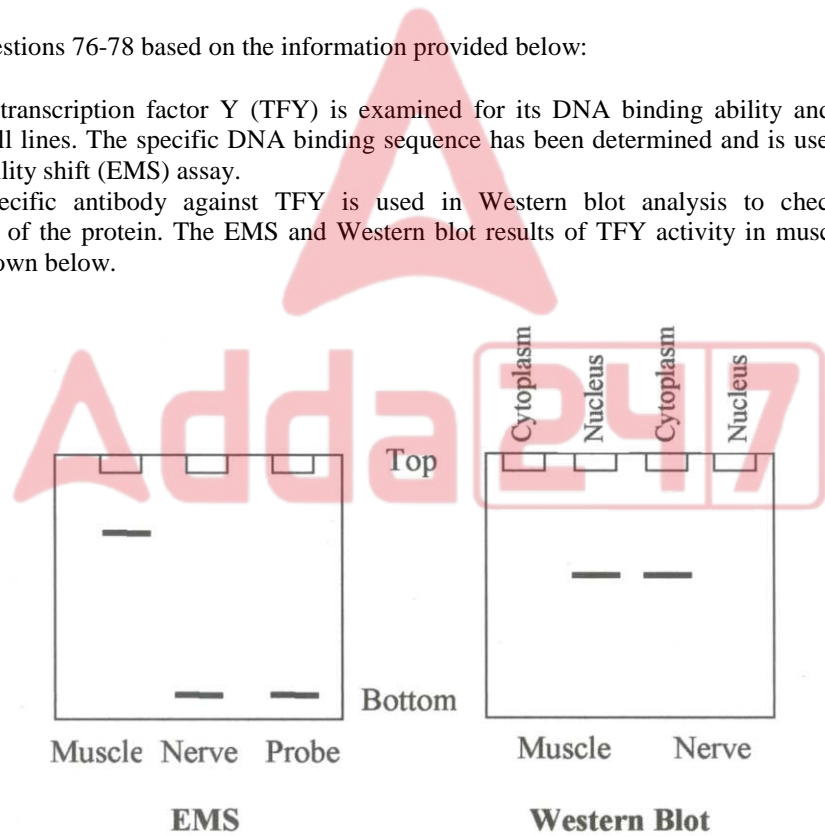 estions 76-78 based on the information provided below:
transcription factor Y (TFY) is examined for its DNA binding ability and
ll lines. The specific DNA binding sequence has been determined and is use
lity shift (EMS) assay.
ecific antibody against TFY is used in Western blot analysis to chec
of the protein. The EMS and Western blot results of TFY activity in musc
own below.
Adda247
Cytoplasm Nucleus Cytoplasm Nucleus
Top
Bottom
Muscle Nerve Probe
Muscle Nerve
EMS
Western Blot